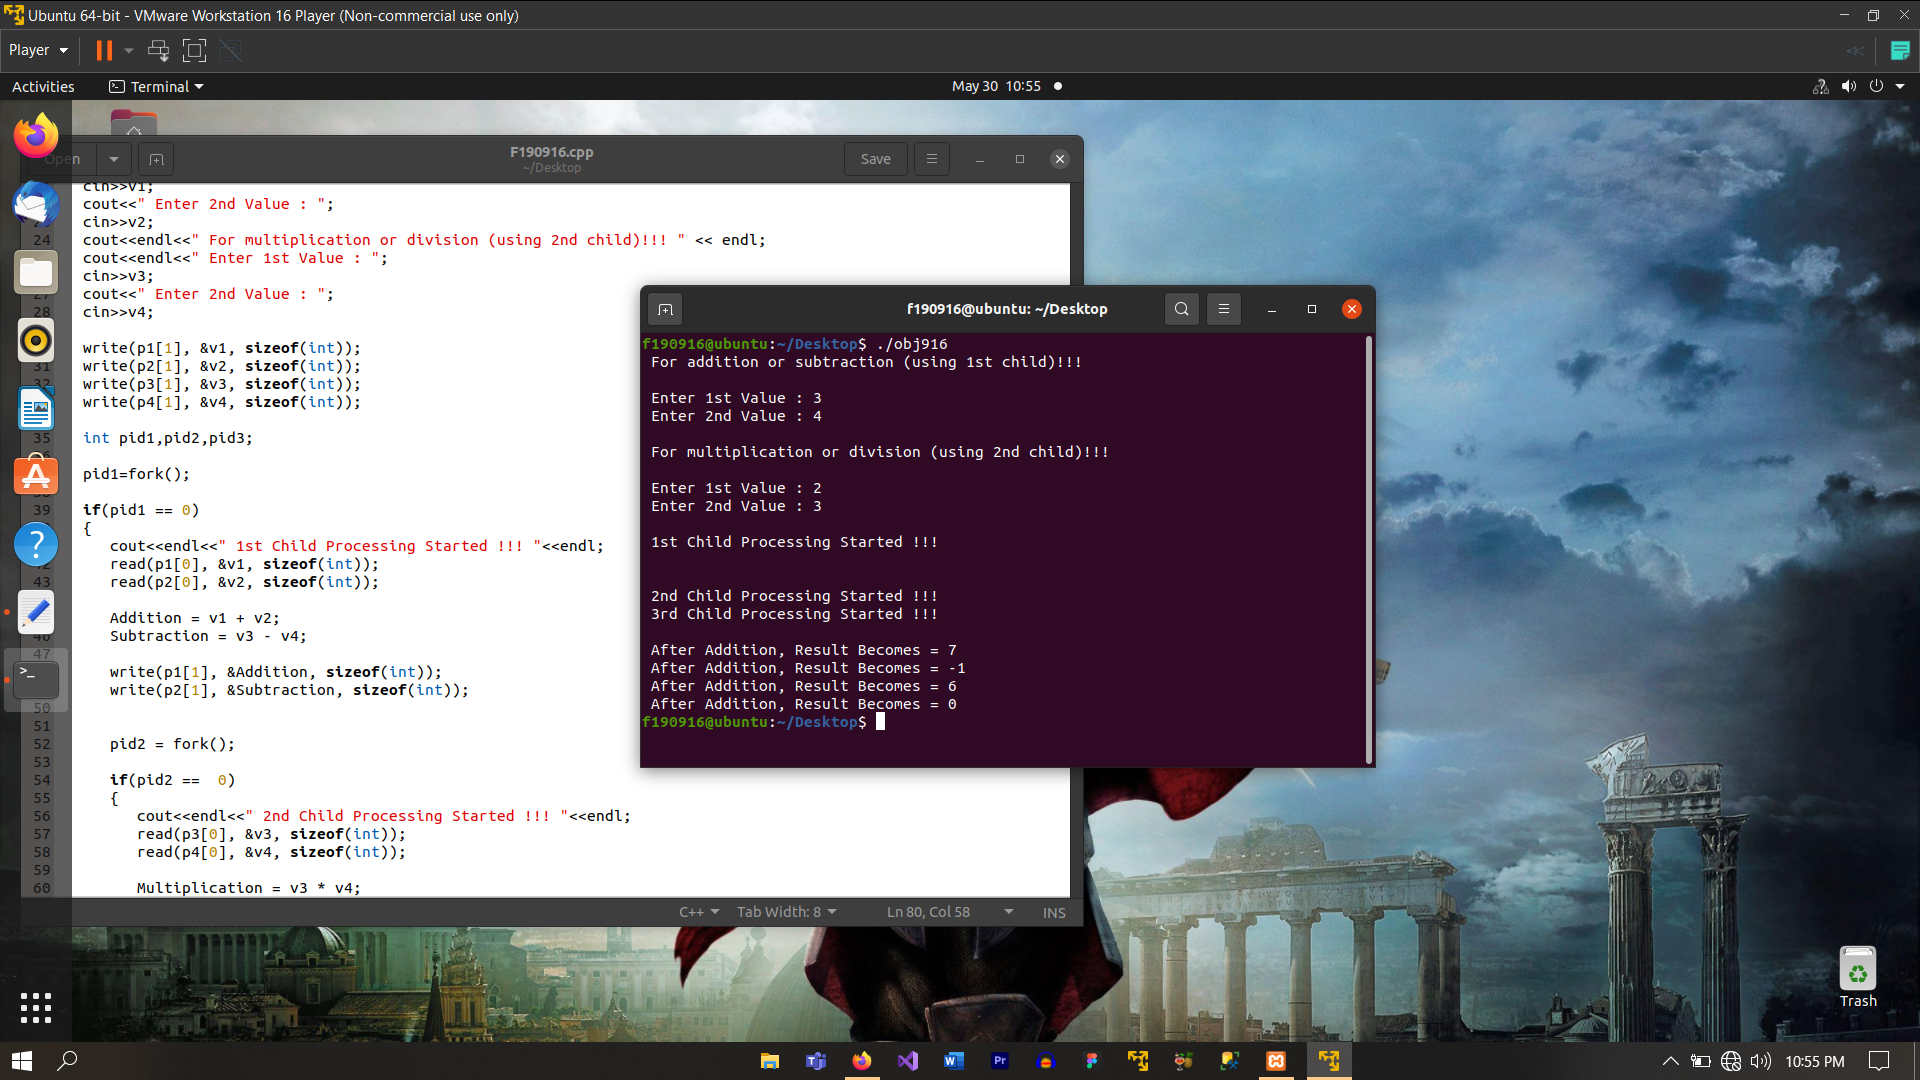 Ubuntu 64-bit - VMware Workstation 16 Player (Non-commercial use only)
Player
Activities
Terminal
May 30 10:55
Open
F190916.cpp
~/Desktop
Save
cin>>v1;
cout<<" Enter 2nd Value : ";
cin>>v2;
24 cout<<endl<<" For multiplication or division (using 2nd child)!!! " << endl;
cout<<endl<<" Enter 1st Value : ";
cin>>v3;
27 cout<<" Enter 2nd Value : ";
28 cin>>v4;
write(p1[1], &v1, sizeof(int));
31 write(p2[1], &v2, sizeof(int));
32 write(p3[1], &v3, sizeof(int));
write(p4[1], &v4, sizeof(int));
35 int pid1,pid2,pid3;
pid1=fork();
39 if(pid1 == 0)
{
cout<<endl<<" 1st Child Processing Started !!! "<<endl;
42 read(p1[0], &v1, sizeof(int));
43 read(p2[0], &v2, sizeof(int));
Addition = v1 + v2;
46 Subtraction = v3 - v4;
47
write(p1[1], &Addition, sizeof(int));
write(p2[1], &Subtraction, sizeof(int));
50
51
52 pid2 = fork();
53
54 if(pid2 ==  0)
55 {
56 cout<<endl<<" 2nd Child Processing Started !!! "<<endl;
57 read(p3[0], &v3, sizeof(int));
58 read(p4[0], &v4, sizeof(int));
59
60 Multiplication = v3 * v4;
C++
Tab Width: 8
Ln 80, Col 58
INS
f190916@ubuntu: ~/Desktop
f190916@ubuntu:~/Desktop$ ./obj916
For addition or subtraction (using 1st child)!!!
Enter 1st Value : 3
Enter 2nd Value : 4
For multiplication or division (using 2nd child)!!!
Enter 1st Value : 2
Enter 2nd Value : 3
1st Child Processing Started !!!
2nd Child Processing Started !!!
3rd Child Processing Started !!!
After Addition, Result Becomes = 7
After Addition, Result Becomes = -1
After Addition, Result Becomes = 6
After Addition, Result Becomes = 0
f190916@ubuntu:~/Desktop$
Trash
10:55 PM